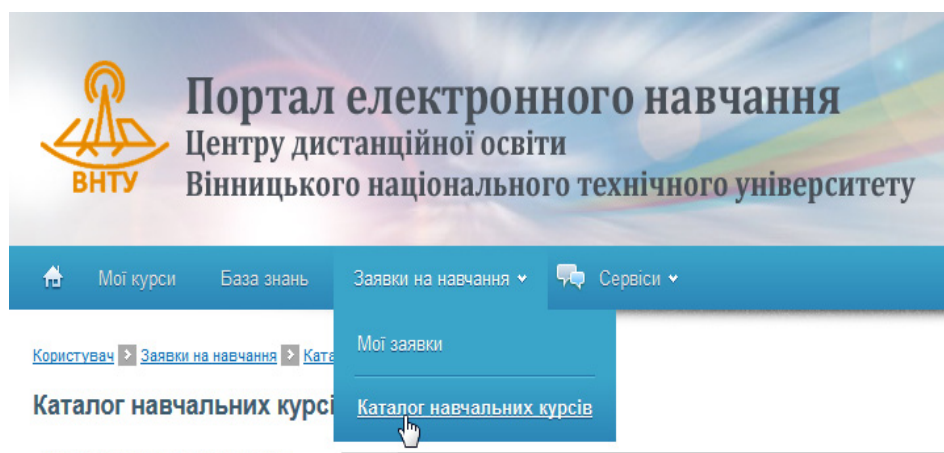 Портал електронного навчання
Центру дистанційної освіти
Вінницького національного технічного університету
ВНТУ
Мої курси База знань Заявки на навчання Сервіси
Мої заявки
Користувач Заявки на навчання
Каталог навчальних курсів
Каталог навчальних